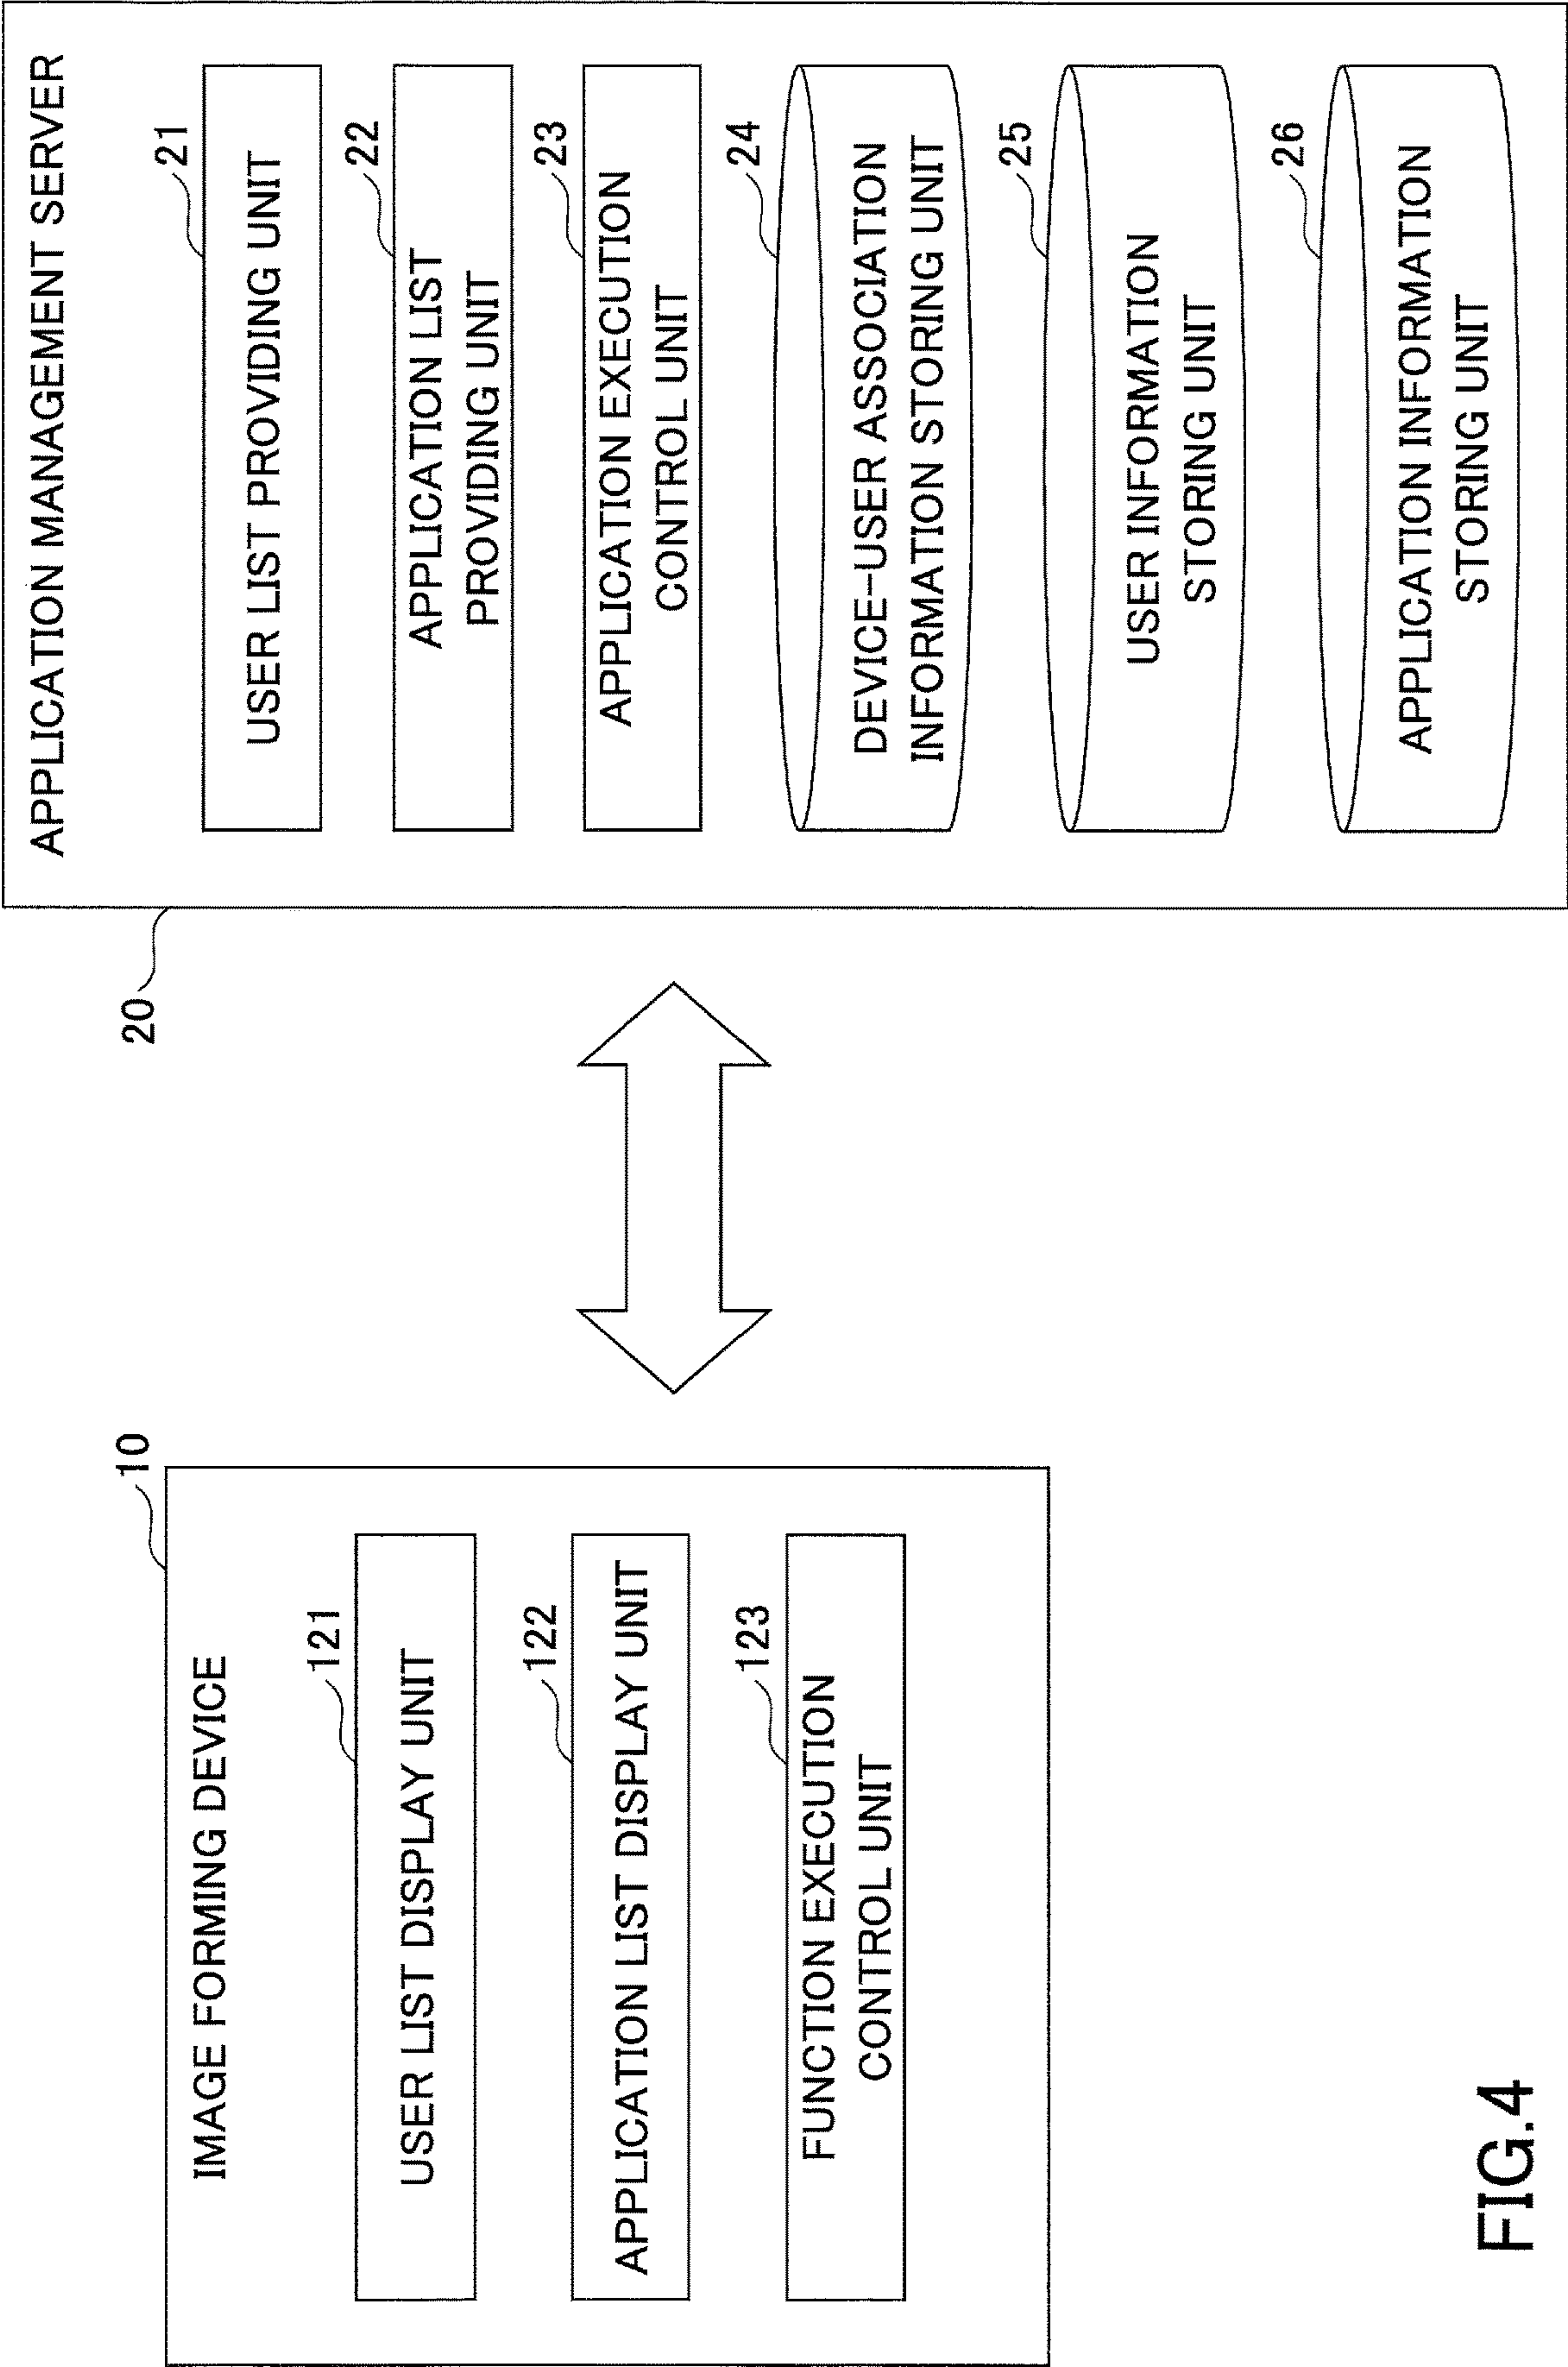 FIG.4
10
IMAGE FORMING DEVICE
121
USER LIST DISPLAY UNIT
122
APPLICATION LIST DISPLAY UNIT
123
FUNCTION EXECUTION
CONTROL UNIT
20
APPLICATION MANAGEMENT SERVER
21
USER LIST PROVIDING UNIT
22
APPLICATION LIST
PROVIDING UNIT
23
APPLICATION EXECUTION
CONTROL UNIT
24
DEVICE-USER ASSOCIATION
INFORMATION STORING UNIT
25
USER INFORMATION
STORING UNIT
26
APPLICATION INFORMATION
STORING UNIT